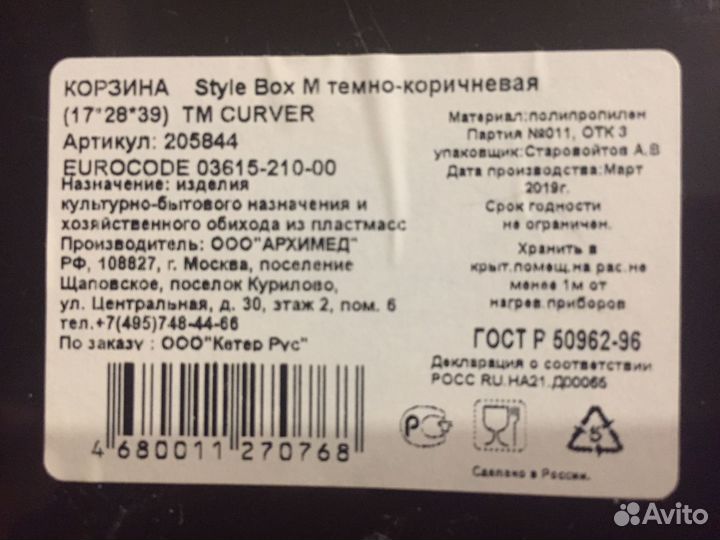 КОРЗИНА Style Box M темно-коричневая
(17*28*39) TM CURVER
Артикул: 205844
EUROCODE 03615-210-00
Назначение: изделия
культурно-бытового назначения и
хозяйственного обихода из пластмасс
Производитель: ООО"АРХИМЕД"
РФ, 108827, г. Москва, поселение
Щаповское, поселок Курилово,
ул. Центральная, д. 30, этаж 2, пом. 6
тел.+7(495)748-44-66
По заказу : ООО"Кетер Рус"
4 680011 270768
Материал:полипропилен
Партия №011, ОТК 3
упаковщик:Старовойтов А.В
Дата производства:Март
2019г.
Срок годности
не ограничен.
Хранить в
крыт.помещ.на рас.не
менее 1м от
нагрев.приборов
ГОСТ Р 50962-96
Декларация о соответствии
РОСС RU.НА21.Д00065
РС
5
Сделано в России.
Avito